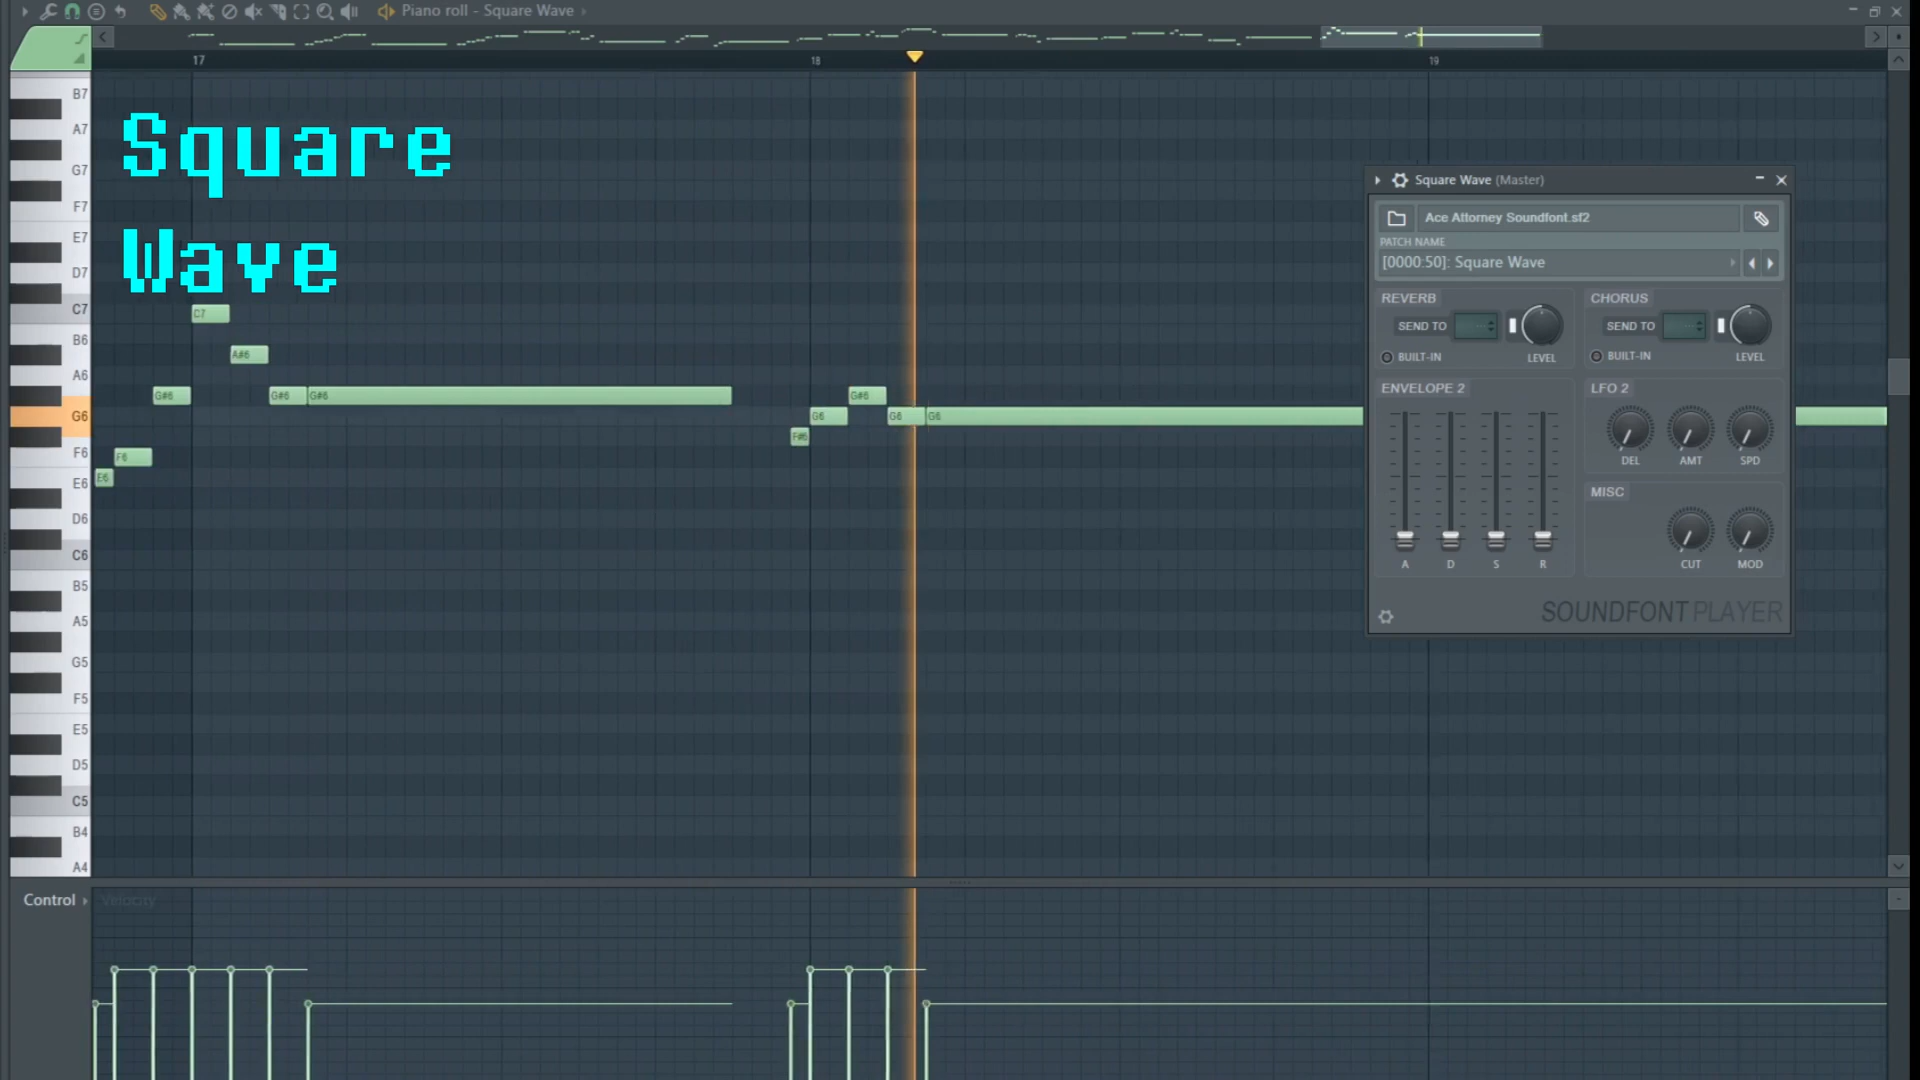 Piano roll - Square Wave
17
18
19
B7
A7
G7
F7
E7
D7
C7
B6
A6
G6
F6
E6
D6
C6
B5
A5
G5
F5
E5
D5
C5
B4
A4
Square
Wave
C7
A#6
G#6
G#6
G#6
G#6
G6
G6
G6
F#6
F6
E6
Square Wave (Master)
Ace Attorney Soundfont.sf2
PATCH NAME
[0000:50]: Square Wave
REVERB
SEND TO
BUILT-IN
LEVEL
CHORUS
SEND TO
BUILT-IN
LEVEL
ENVELOPE 2
A
D
S
R
LFO 2
DEL
AMT
SPD
MISC
CUT
MOD
SOUNDFONT PLAYER
Control
Velocity